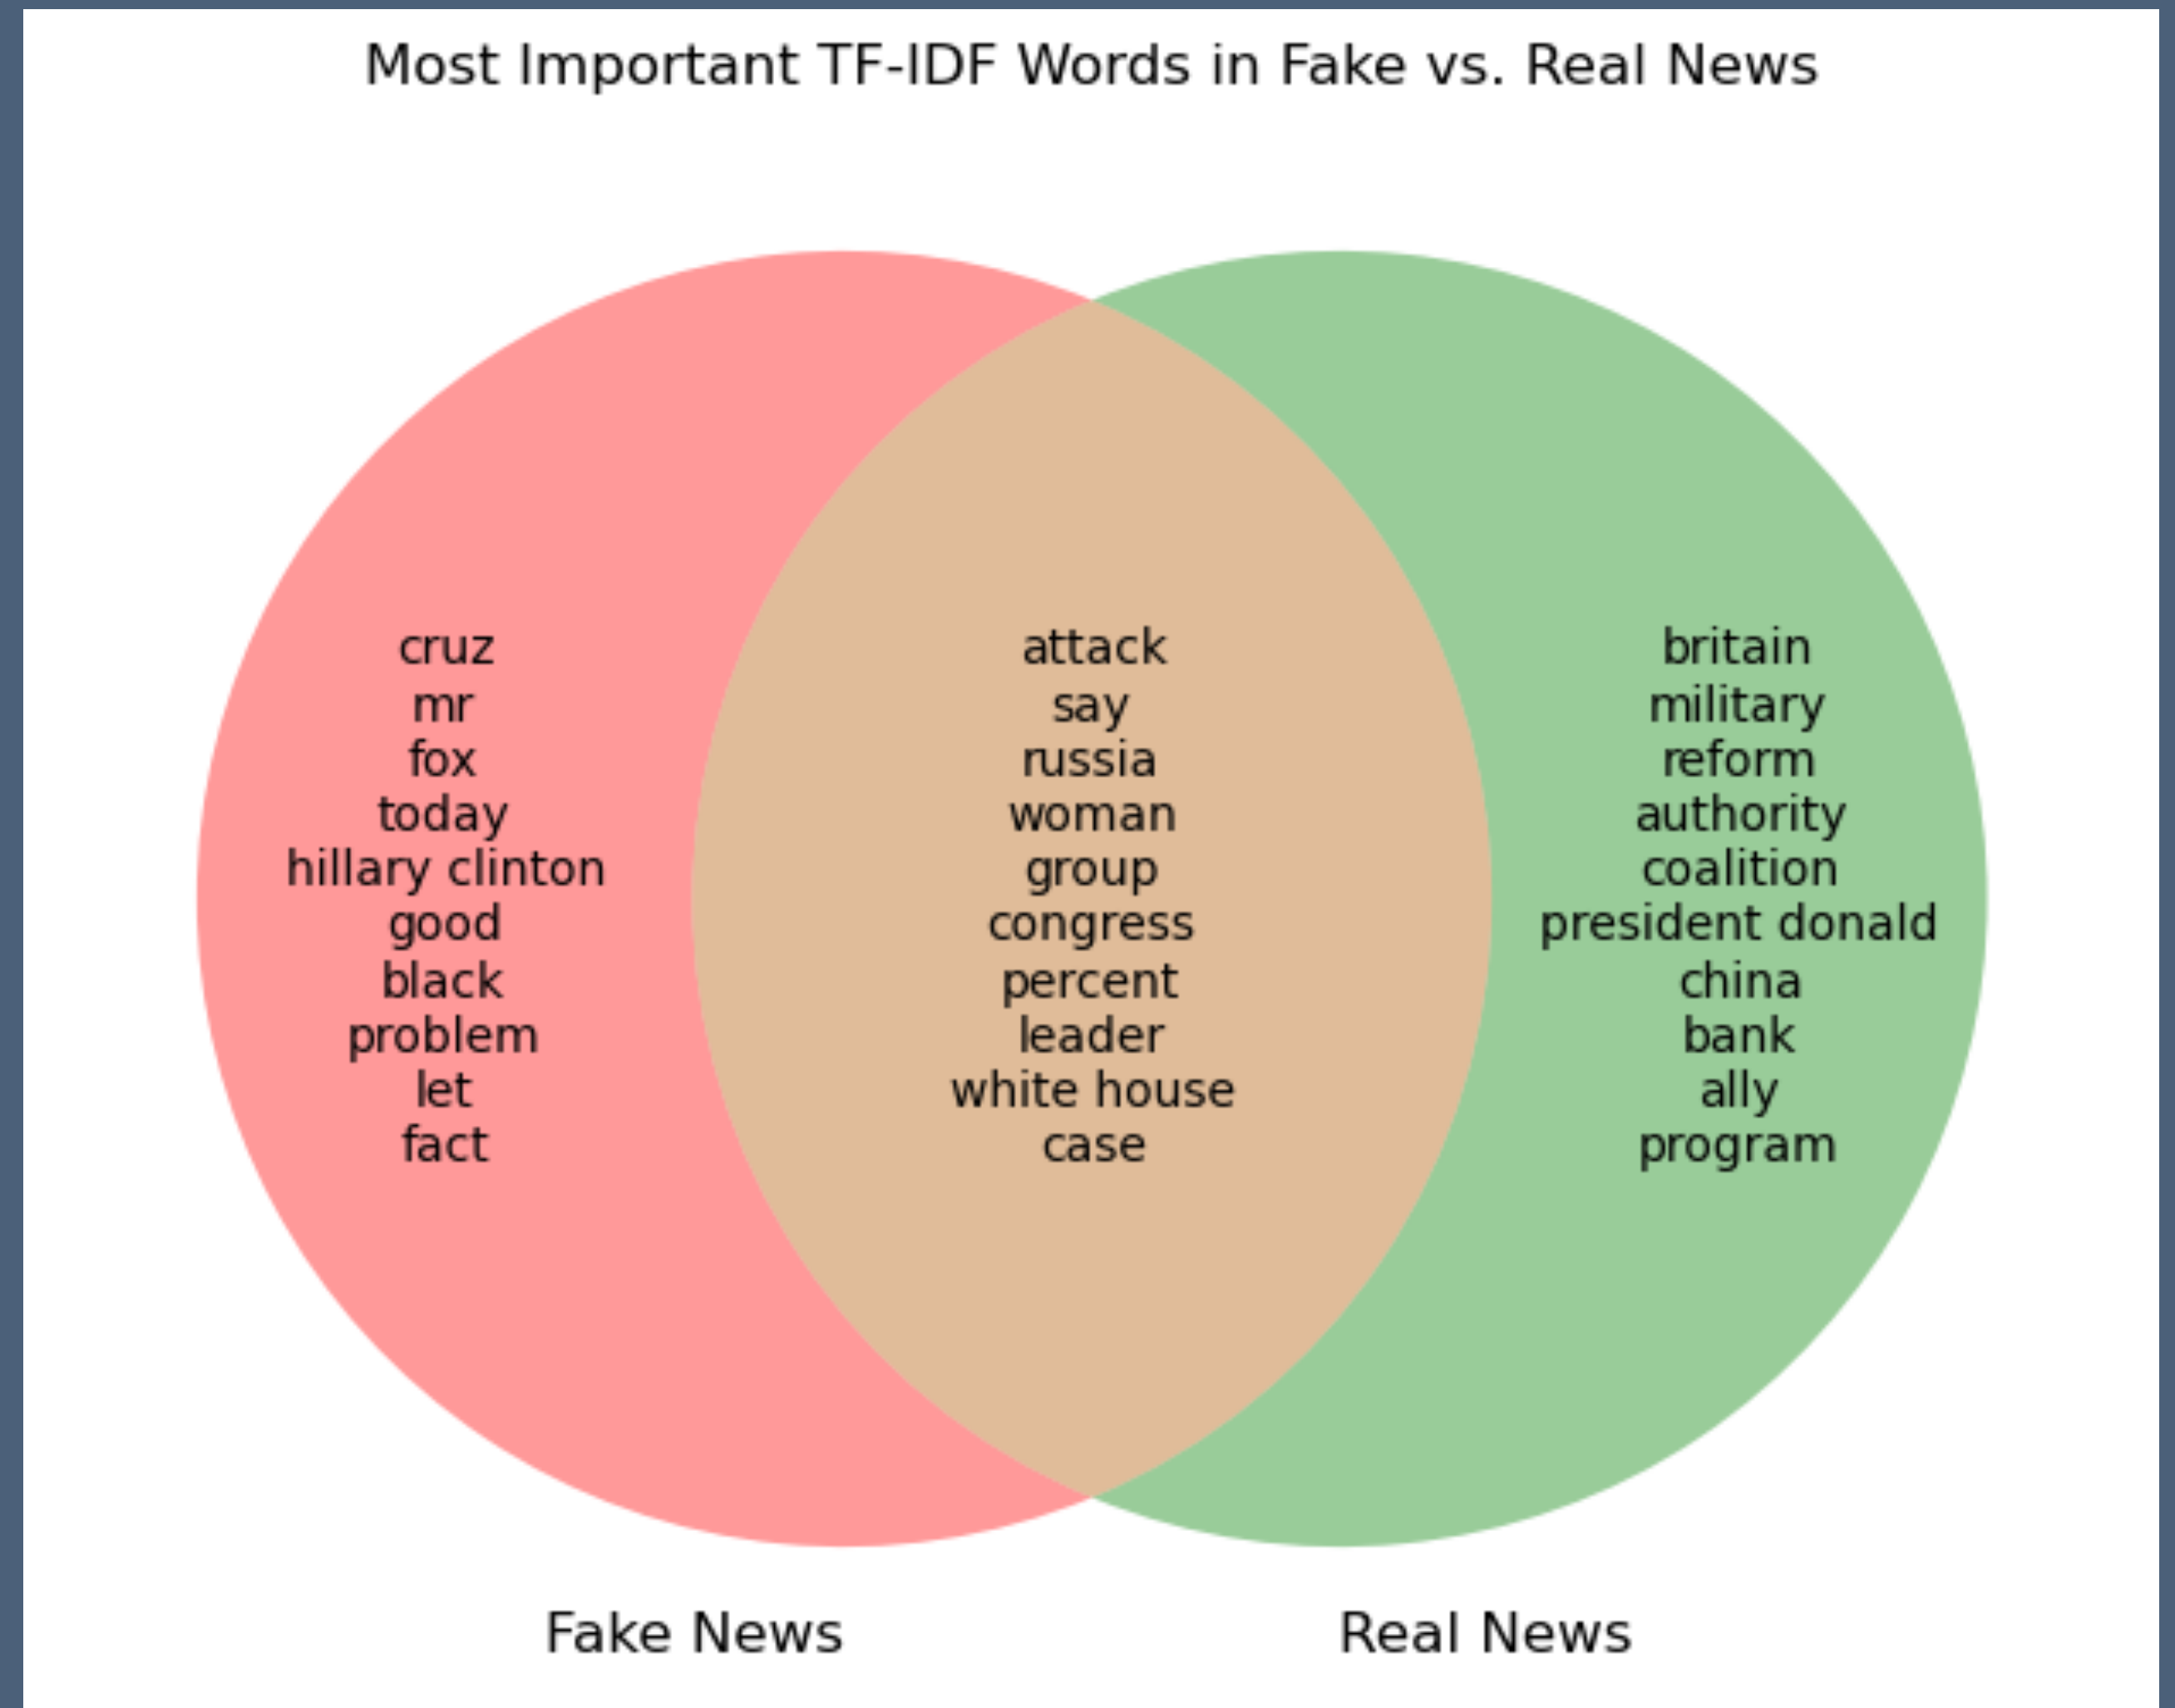 Most Important TF-IDF Words in Fake vs. Real News
cruz
mr
fox
today
hillary clinton
good
black
problem
let
fact
attack
say
russia
woman
group
congress
percent
leader
white house
case
britain
military
reform
authority
coalition
president donald
china
bank
ally
program
Fake News
Real News